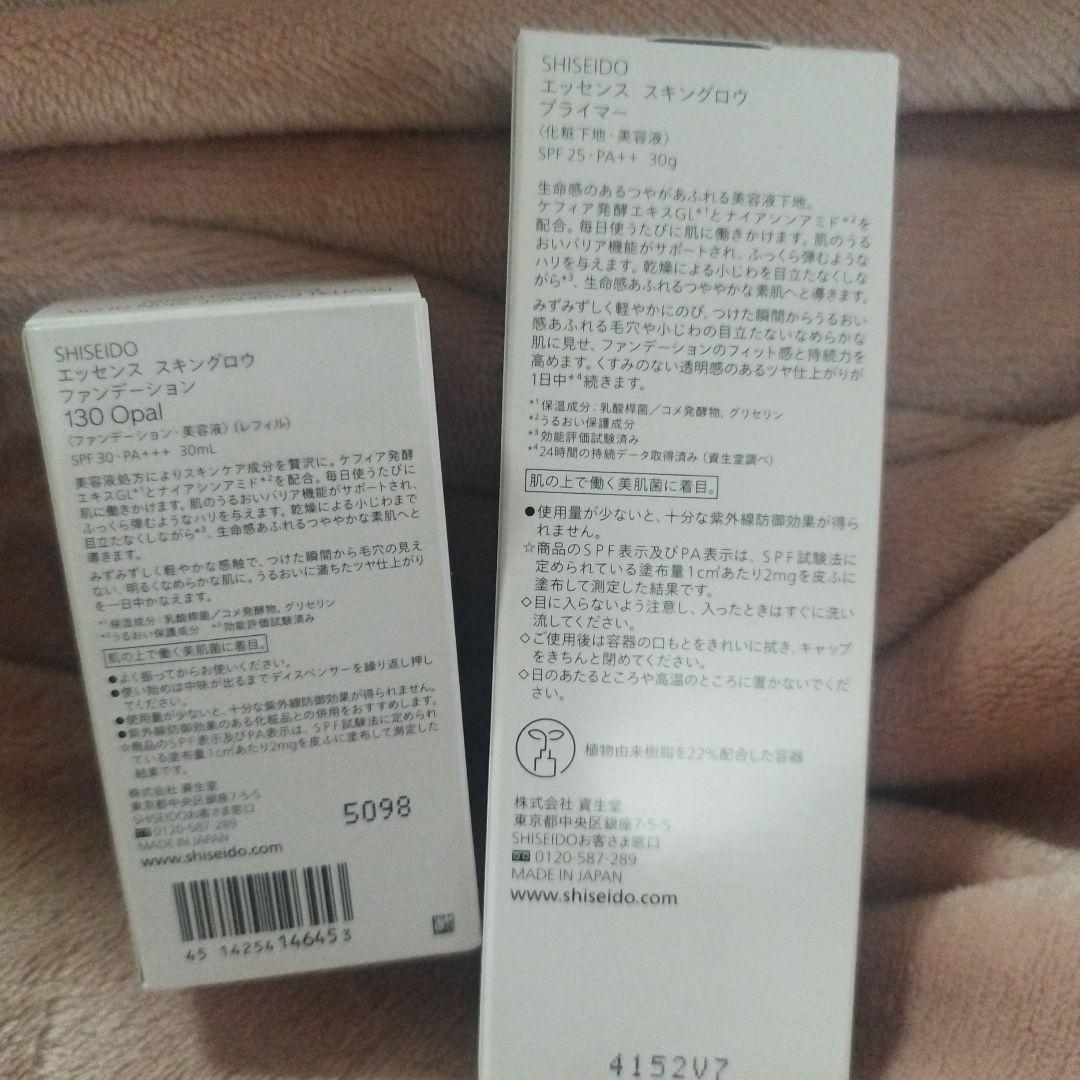 SHISEIDO
エッセンス スキングロウ
ファンデーション
130 Opal
〈ファンデーション・美容液〉〈レフィル〉
SPF 30・PA+++ 30mL
美容液処方によりスキンケア成分を贅沢に。ケフィア発酵
エキスGL*1とナイアシンアミド*2を配合。毎日使うたびに
肌に働きかけます。肌のうるおいバリア機能がサポートされ、
ふっくら弾むようなハリを与えます。乾燥による小じわまで
目立たなくしながら*3、生命感あふれるつややかな素肌へと
導きます。
みずみずしく軽やかな感触で、つけた瞬間から毛穴の見え
ない、明るくなめらかな肌に。うるおいに満ちたツヤ仕上がり
を一日中かなえます。
*1保湿成分：乳酸桿菌／コメ発酵物，グリセリン
*2うるおい保護成分 *3効能評価試験済み
肌の上で働く美肌菌に着目。
●よく振ってからお使いください。
●使い始めは中味が出るまでディスペンサーを繰り返し押し
てください。
●使用量が少ないと、十分な紫外線防御効果が得られません。
●紫外線防御効果のある化粧品との併用をおすすめします。
☆商品のSPF表示及びPA表示は、SPF試験法に定められ
ている塗布量1c㎡あたり2mgを皮ふに塗布して測定した
結果です。
株式会社 資生堂
東京都中央区銀座7-5-5
SHISEIDOお客さま窓口
0120-587-289
MADE IN JAPAN
www.shiseido.com
5098
45 14254 146453
SHISEIDO
エッセンス スキングロウ
プライマー
〈化粧下地・美容液〉
SPF 25・PA++ 30g
生命感のあるつやがあふれる美容液下地。
ケフィア発酵エキスGL*1とナイアシンアミド*2を
配合。毎日使うたびに肌に働きかけます。肌のうる
おいバリア機能がサポートされ、ふっくら弾むような
ハリを与えます。乾燥による小じわを目立たなくしな
がら*3、生命感あふれるつややかな素肌へと導きます。
みずみずしく軽やかにのび、つけた瞬間からうるおい
感あふれる毛穴や小じわの目立たないなめらかな
肌に見せ、ファンデーションのフィット感と持続力を
高めます。くすみのない透明感のあるツヤ仕上がりが
1日中*4続きます。
*1保湿成分：乳酸桿菌／コメ発酵物，グリセリン
*2うるおい保護成分
*3効能評価試験済み
*424時間の持続データ取得済み（資生堂調べ）
肌の上で働く美肌菌に着目。
●使用量が少ないと、十分な紫外線防御効果が得ら
れません。
☆商品のSPF表示及びPA表示は、SPF試験法に
定められている塗布量1c㎡あたり2mgを皮ふに
塗布して測定した結果です。
◇目に入らないよう注意し、入ったときはすぐに洗い
流してください。
◇ご使用後は容器の口もとをきれいに拭き、キャップ
をきちんと閉めてください。
◇日のあたるところや高温のところに置かないでくだ
さい。
植物由来樹脂を22%配合した容器
株式会社 資生堂
東京都中央区銀座7-5-5
SHISEIDOお客さま窓口
0120-587-289
MADE IN JAPAN
www.shiseido.com
4152V7